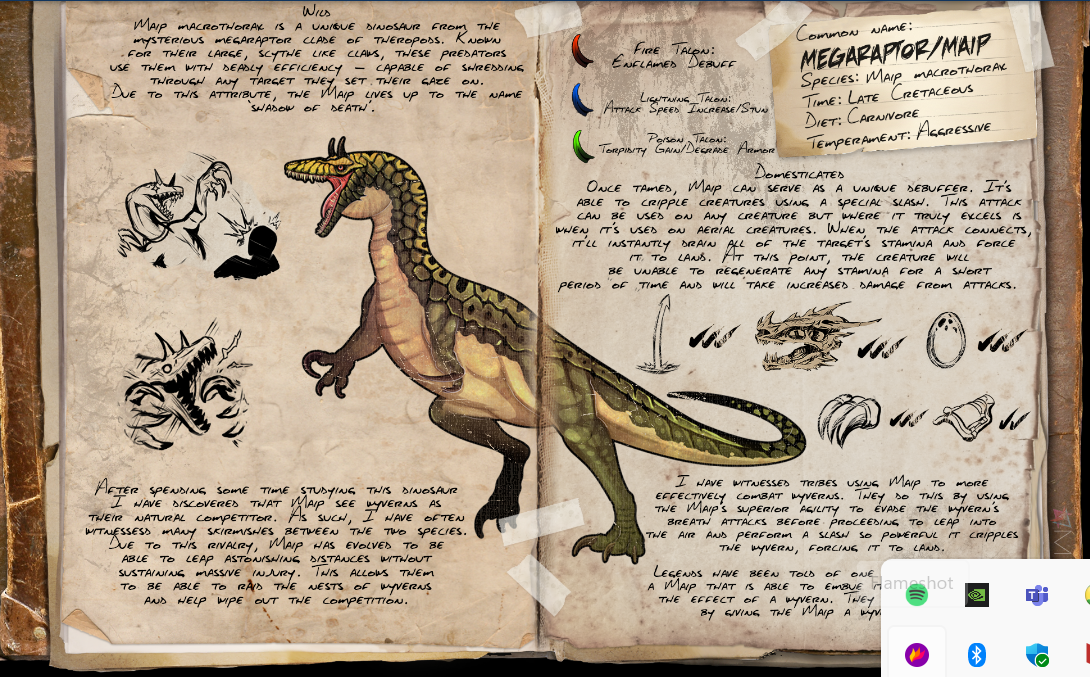 Wild
Maip macrothorax is a unique dinosaur from the
mysterious megaraptor clade of theropods. Known
for their large, scythe like claws, these predators
use them with deadly efficiency – capable of shredding
through any target they set their gaze on.
Due to this attribute, the Maip lives up to the name
'shadow of death'.
After spending some time studying this dinosaur
I have discovered that Maip see wyverns as
their natural competitor. As such, I have often
witnessed many skirmishes between the two species.
Due to this rivalry, Maip has evolved to be
able to leap astonishing distances without
sustaining massive injury. This allows them
to be able to raid the nests of wyverns
and help wipe out the competition.
Fire Talon:
Enflamed Debuff
Lightning Talon:
Attack Speed Increase/Stun
Poison Talon:
Torpidity Gain/Degrade Armor
Common name:
MEGARAPTOR/MAIP
Species: Maip macrothorax
Time: Late Cretaceous
Diet: Carnivore
Temperament: Aggressive
Domesticated
Once tamed, Maip can serve as a unique debuffer. It's
able to cripple creatures using a special slash. This attack
can be used on any creature but where it truly excels is
when it's used on aerial creatures. When the attack connects,
it'll instantly drain all of the target's stamina and force
it to land. At this point, the creature will
be unable to regenerate any stamina for a short
period of time and will take increased damage from attacks.
I have witnessed tribes using Maip to more
effectively combat wyverns. They do this by using
the Maip's superior agility to evade the wyvern's
breath attacks before proceeding to leap into
the air and perform a slash so powerful it cripples
the wyvern, forcing it to land.
Legends have been told of one
a Maip that is able to embue
the effect of a wyvern. They
by giving the Maip a wyv
Flameshot